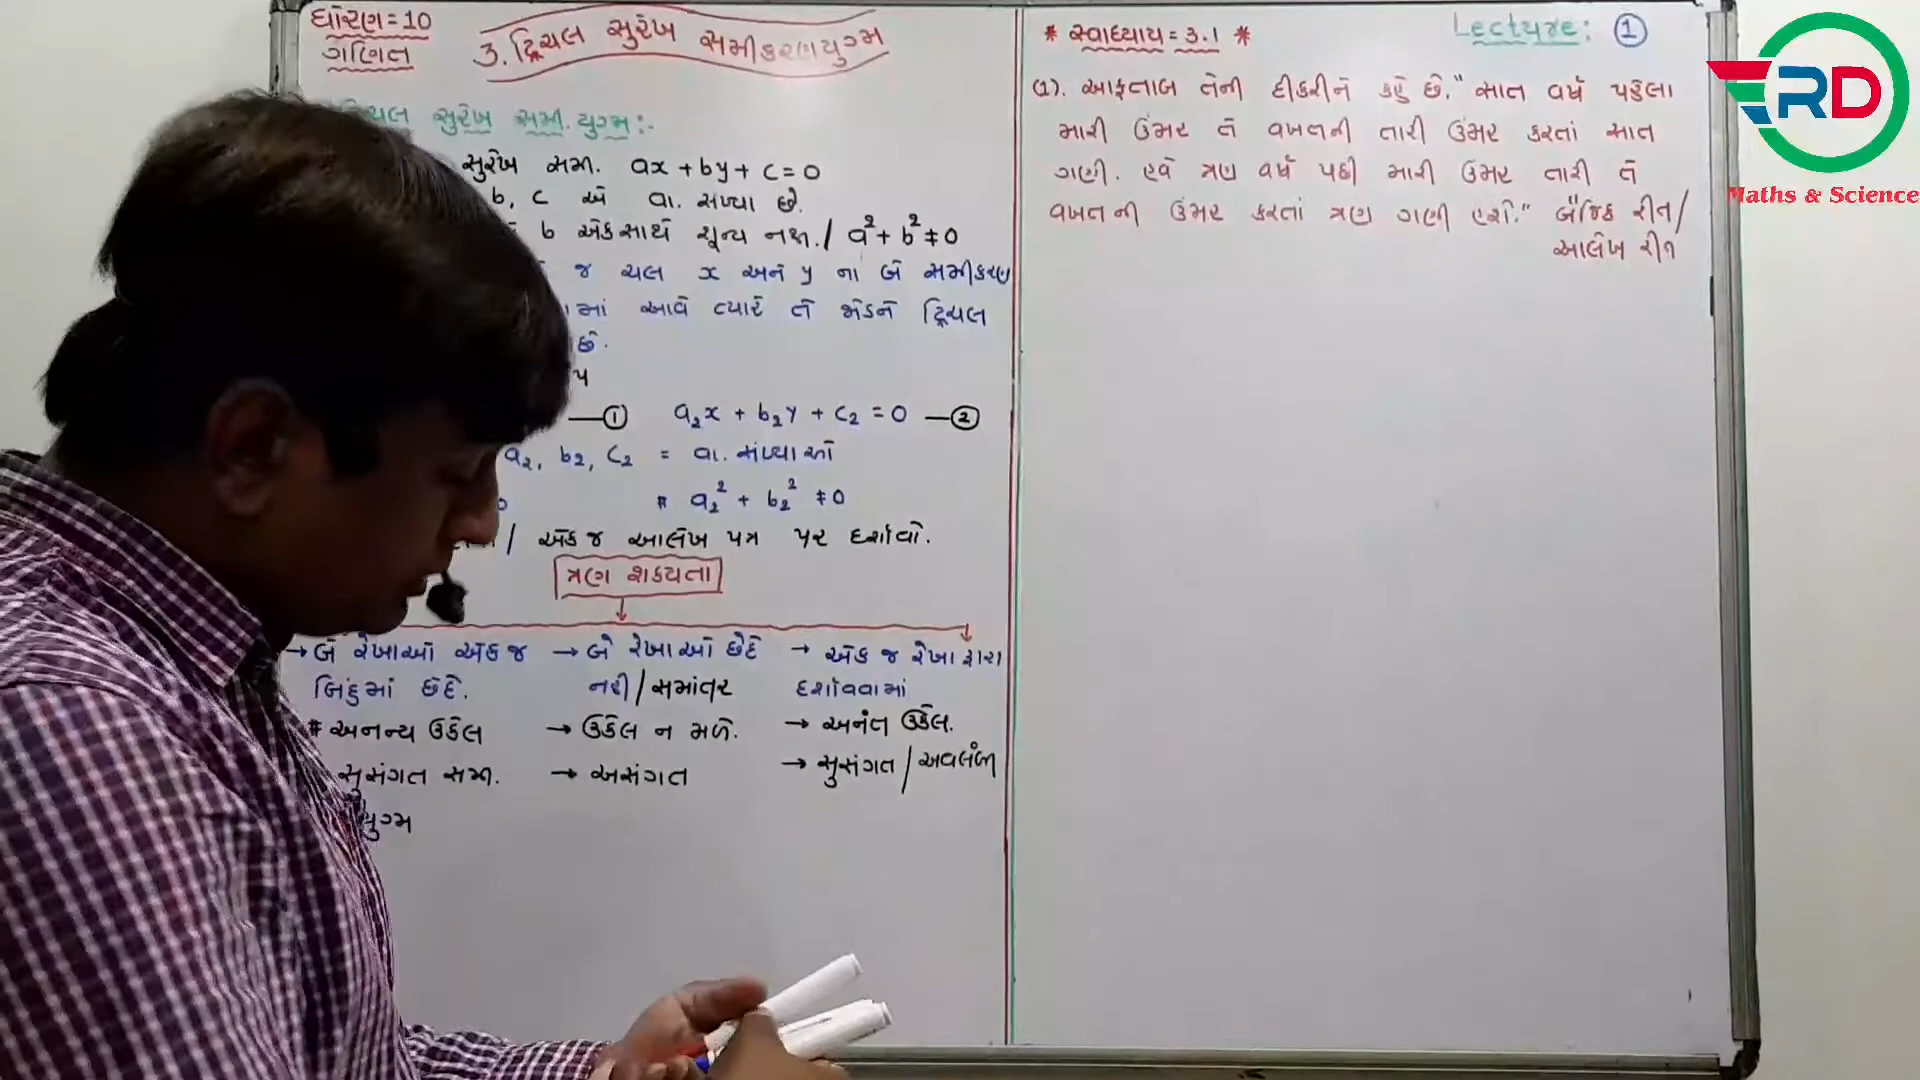 ધોરણ = 10
ગણિત
3. દ્વિચલ સુરેખ સમીકરણયુગ્મ
સુરેખ સમી. યુગ્મ:-
સુરેખ સમી. ax + by + c = 0
b, c એ વા. સંખ્યા છે.
b એકસાથે શૂન્ય નથી. / a² + b² ≠ 0
જ ચલ x અને y ના બે સમીકરણ
આવે ત્યારે તે જોડને દ્વિચલ
છે.
—① a₂x + b₂y + c₂ = 0 —②
a₂, b₂, c₂ = વા. સંખ્યાઓ
0 # a₂² + b₂² ≠ 0
/ એક જ આલેખ પત્ર પર દર્શાવો.
ત્રણ શક્યતા
→ બે રેખાઓ એક જ
બિંદુમાં છેદે.
# અનન્ય ઉકેલ
સુસંગત સમી.
યુગ્મ
→ બે રેખાઓ છેદે
નહી / સમાંતર
→ ઉકેલ ન મળે.
→ અસંગત
→ એક જ રેખા દ્વારા
દર્શાવવામાં
→ અનંત ઉકેલ.
→ સુસંગત / અવલંબી
* સ્વાધ્યાય = 3.1 *
Lecture: ①
(1). આફતાબ તેની દીકરીને કહે છે. "સાત વર્ષ પહેલા
મારી ઉંમર તે વખતની તારી ઉંમર કરતાં સાત
ગણી. હવે ત્રણ વર્ષ પછી મારી ઉંમર તારી તે
વખતની ઉંમર કરતાં ત્રણ ગણી હશે." બૈજિક રીત /
આલેખ રીત
RD
Maths & Science